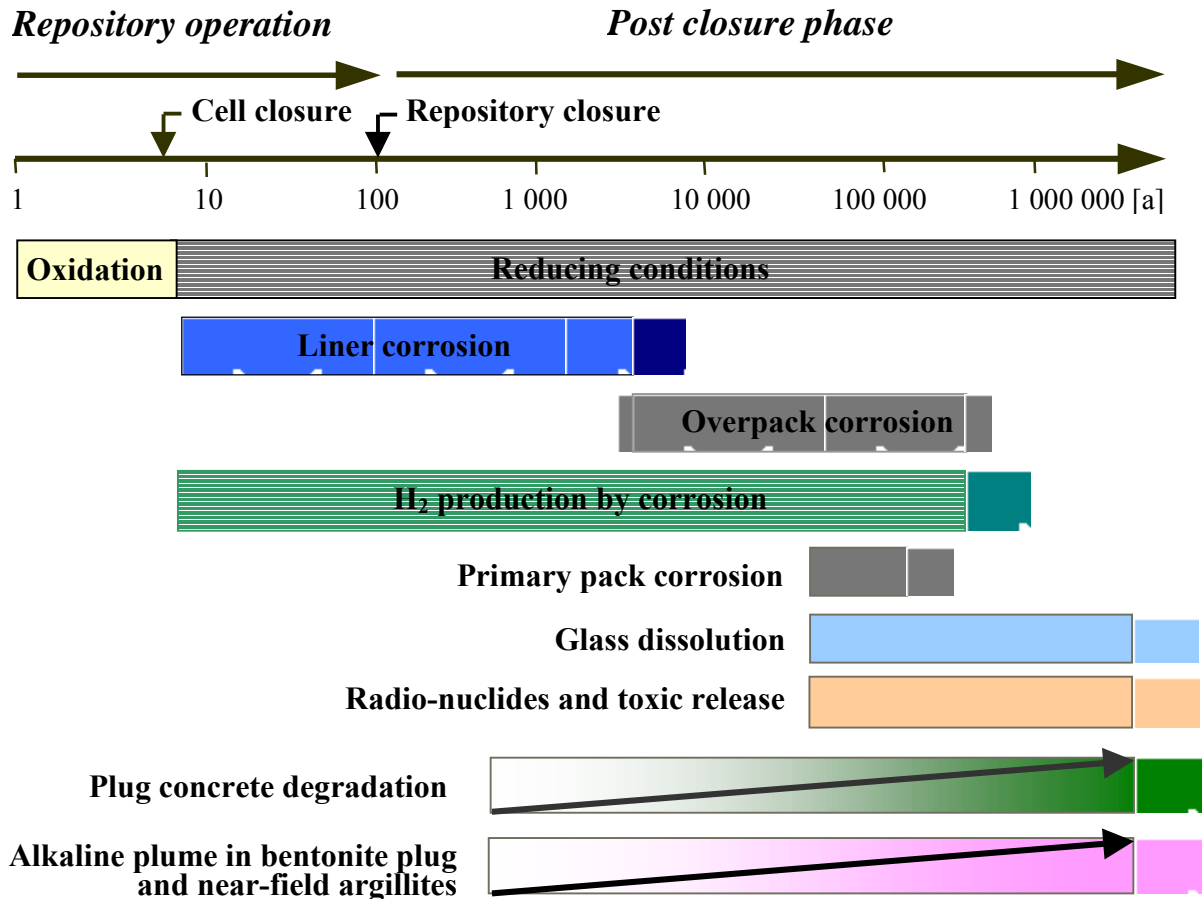 Repository operation
Post closure phase
Cell closure
Repository closure
1 10 100 1 000 10 000 100 000 1 000 000 [a]
Oxidation
Reducing conditions
Liner corrosion
Overpack corrosion
H₂ production by corrosion
Primary pack corrosion
Glass dissolution
Radio-nuclides and toxic release
Plug concrete degradation
Alkaline plume in bentonite plug
and near-field argillites